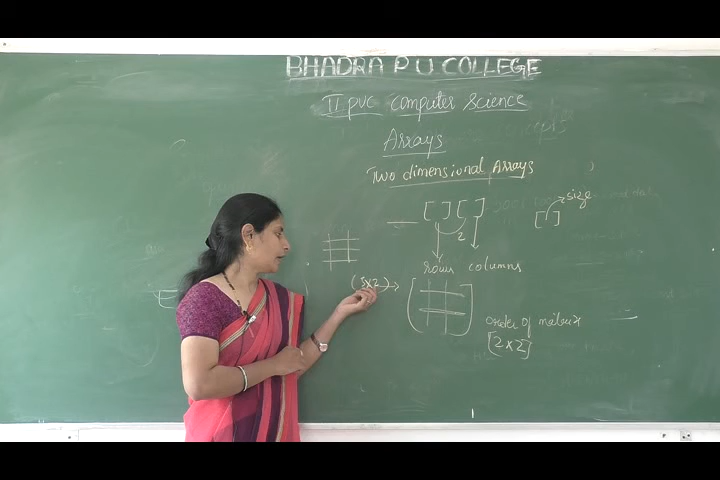 BHADRA P U COLLEGE
II PUC Computer Science
Arrays
Two dimensional Arrays
[ ] [ ]
size
[ ]
2
rows columns
(3x2)
order of matrix
[2 x 2]